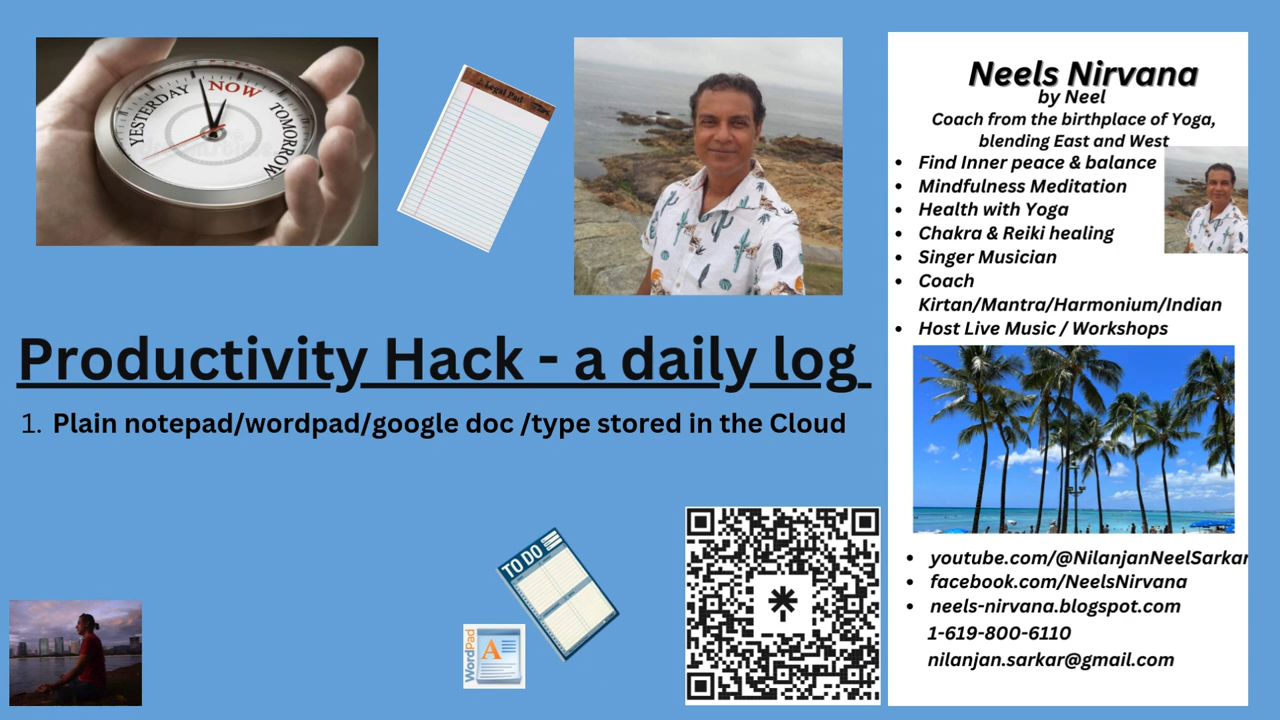 YESTERDAY
NOW
TOMORROW
Legal Pad
Productivity Hack - a daily log
1. Plain notepad/wordpad/google doc /type stored in the Cloud
TO DO
WordPad
A
Neels Nirvana
by Neel
Coach from the birthplace of Yoga,
blending East and West
• Find Inner peace & balance
• Mindfulness Meditation
• Health with Yoga
• Chakra & Reiki healing
• Singer Musician
• Coach
Kirtan/Mantra/Harmonium/Indian
• Host Live Music / Workshops
• youtube.com/@NilanjanNeelSarkar
• facebook.com/NeelsNirvana
• neels-nirvana.blogspot.com
1-619-800-6110
nilanjan.sarkar@gmail.com